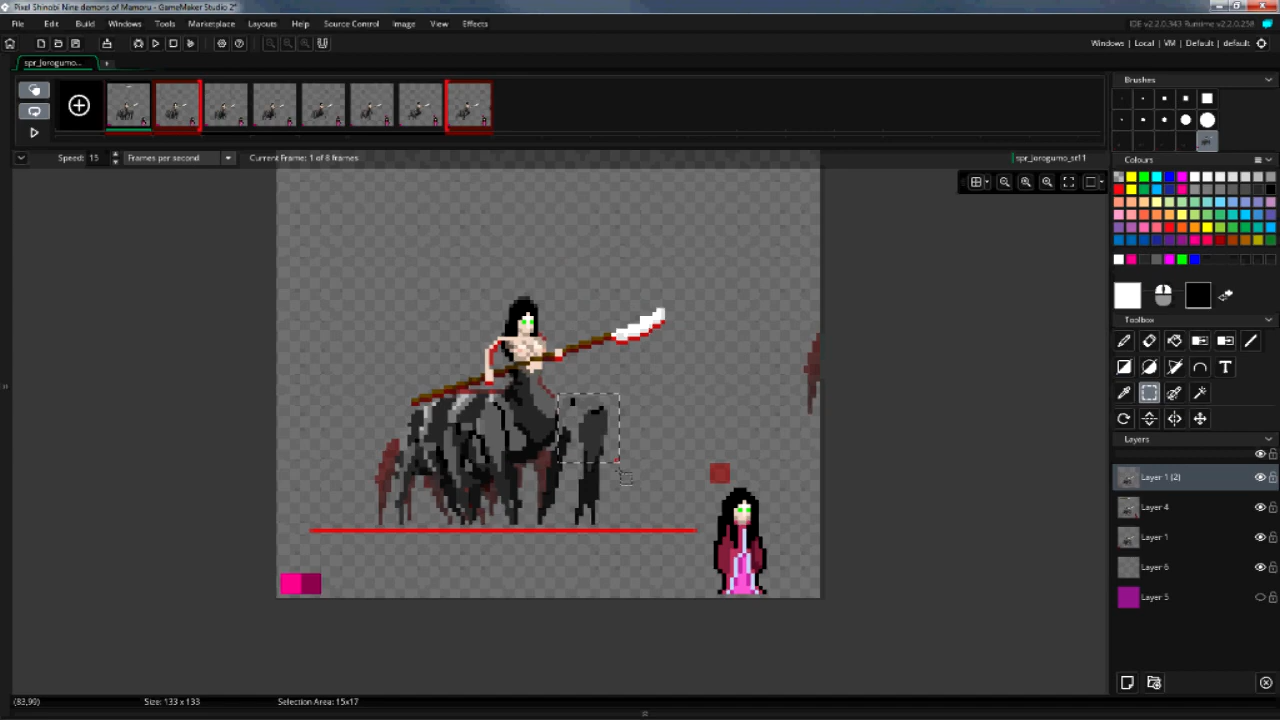 Pixel Shinobi Nine demons of Mamoru - GameMaker Studio 2*
File Edit Build Windows Tools Marketplace Layouts Source Control Image View Effects
IDE v2.2.0.343 Runtime v2.2.0.258
Windows | Local | VM | Default | default
spr_Jorogumo...
Brushes
Speed: 15 Frames per second Current Frame: 1 of 8 frames
spr_jorogumo_st11
Colours
Toolbox
T
Layers
Layer 1 (2)
Layer 4
Layer 1
Layer 6
Layer 5
(83,99) Size: 133 x 133 Selection Area: 15x17